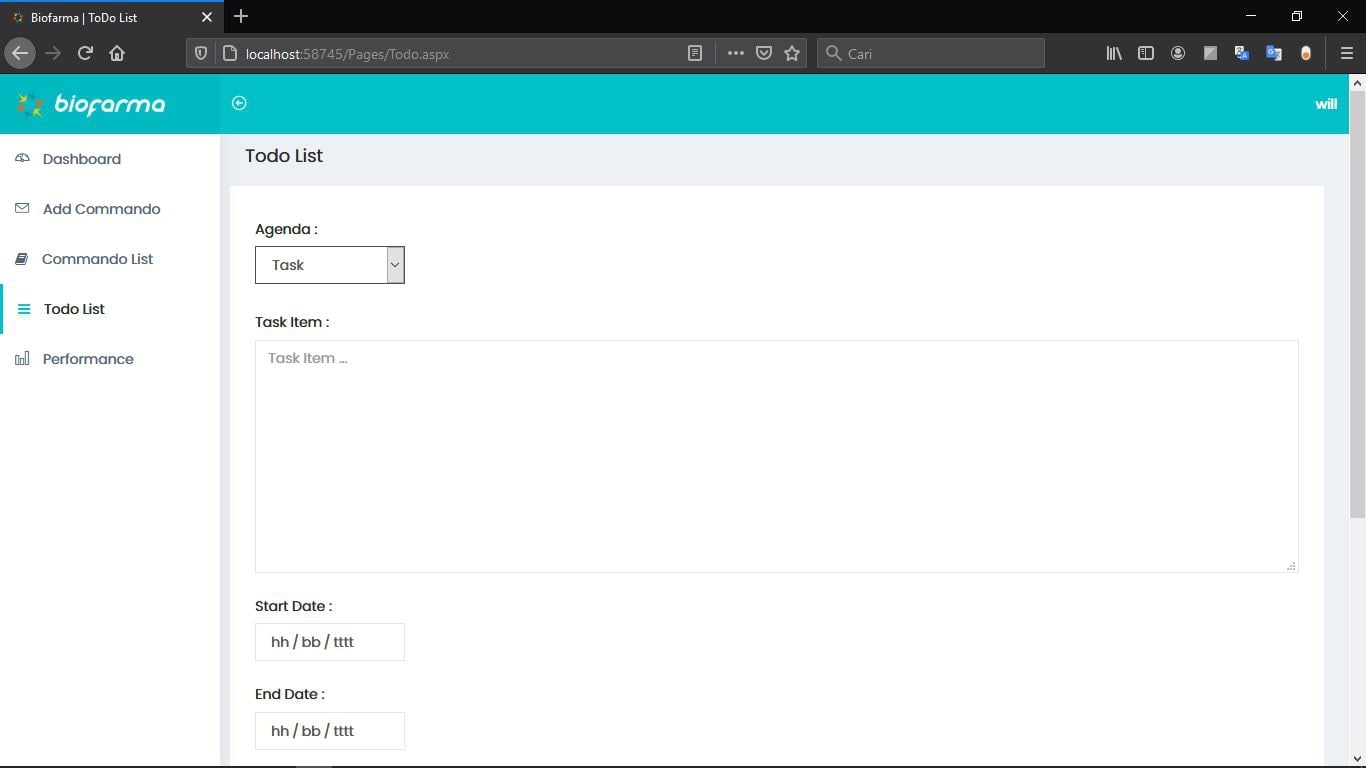 Biofarma | ToDo List
localhost:58745/Pages/Todo.aspx
Cari
biofarma
will
Dashboard
Add Commando
Commando List
Todo List
Performance
Todo List
Agenda :
Task
Task Item :
Task Item ...
Start Date :
hh / bb / tttt
End Date :
hh / bb / tttt